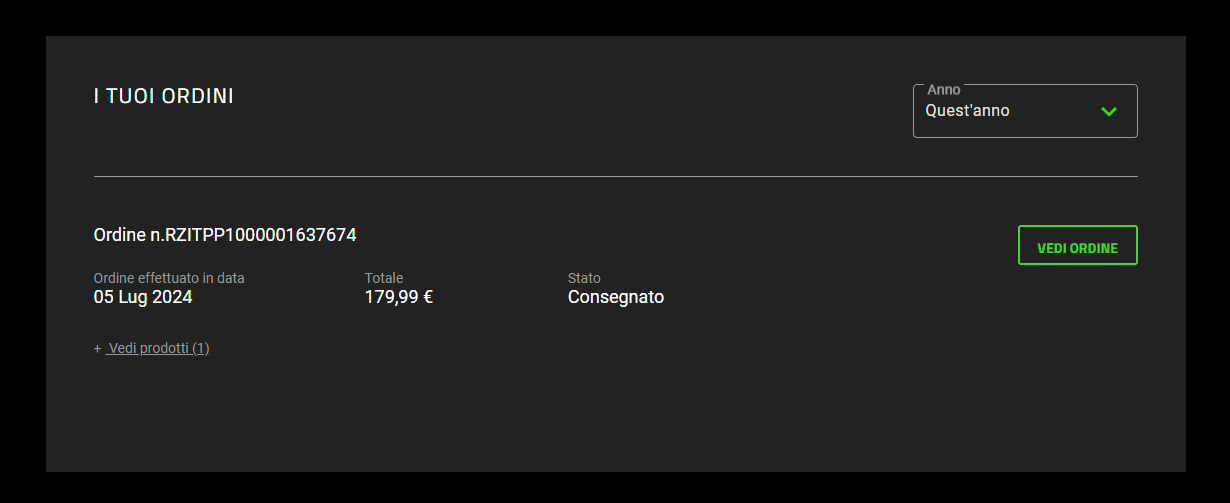 I TUOI ORDINI
Anno
Quest'anno
Ordine n.RZITPP1000001637674
VEDI ORDINE
Ordine effettuato in data Totale Stato
05 Lug 2024 179,99 € Consegnato
+ Vedi prodotti (1)